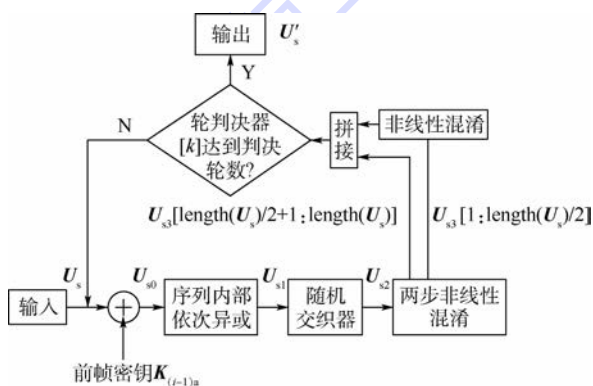 输出
U′s
Y
N
轮判决器
[k]达到判决
轮数?
拼接
非线性混淆
Us3[length(Us)/2+1:length(Us)]
Us3[1:length(Us)/2]
Us
Us0
Us1
Us2
输入
序列内部
依次异或
随机
交织器
两步非线性
混淆
前帧密钥K(i−1)a